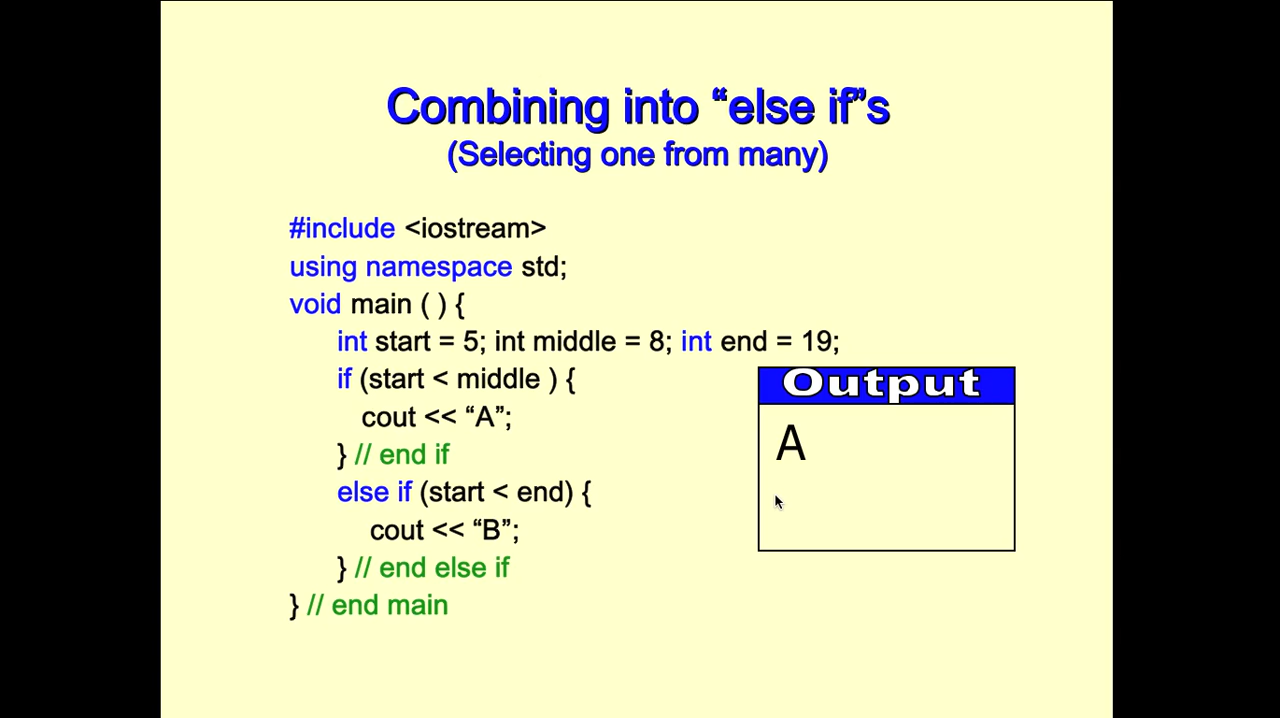 Combining into “else if”s
(Selecting one from many)
#include <iostream>
using namespace std;
void main ( ) {
int start = 5; int middle = 8; int end = 19;
if (start < middle ) {
cout << “A”;
} // end if
else if (start < end) {
cout << “B”;
} // end else if
} // end main
Output
A